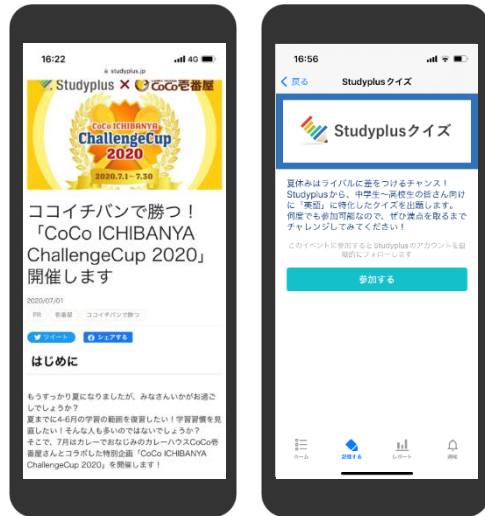 16:22
4G
studyplus.jp
Studyplus × CoCo壱番屋
CoCo ICHIBANYA
ChallengeCup
2020
2020.7.1-7.30
ココイチバンで勝つ！
「CoCo ICHIBANYA
ChallengeCup 2020」
開催します
2020/07/01
PR 壱番屋 ココイチバンで勝つ
ツイート シェアする
はじめに
もうすっかり夏になりましたが、みなさんいかがお過ご
しでしょうか？
夏までに4-6月の学習の範囲を復習したい！学習習慣を見
直したい！そんな人も多いのではないでしょうか？
そこで、7月はカレーでおなじみのカレーハウスCoCo壱
番屋さんとコラボした特別企画「CoCo ICHIBANYA
ChallengeCup 2020」を開催します！
16:56
戻る Studyplusクイズ
Studyplusクイズ
夏休みはライバルに差をつけるチャンス！
Studyplusから、中学生～高校生の皆さん向け
に「英語」に特化したクイズを出題します。
何度でも参加可能なので、ぜひ満点を取るまで
チャレンジしてみてください！
このイベントに参加するとStudyplusのアカウントを自
動的にフォローします
参加する
ホーム 記録する レポート 通知